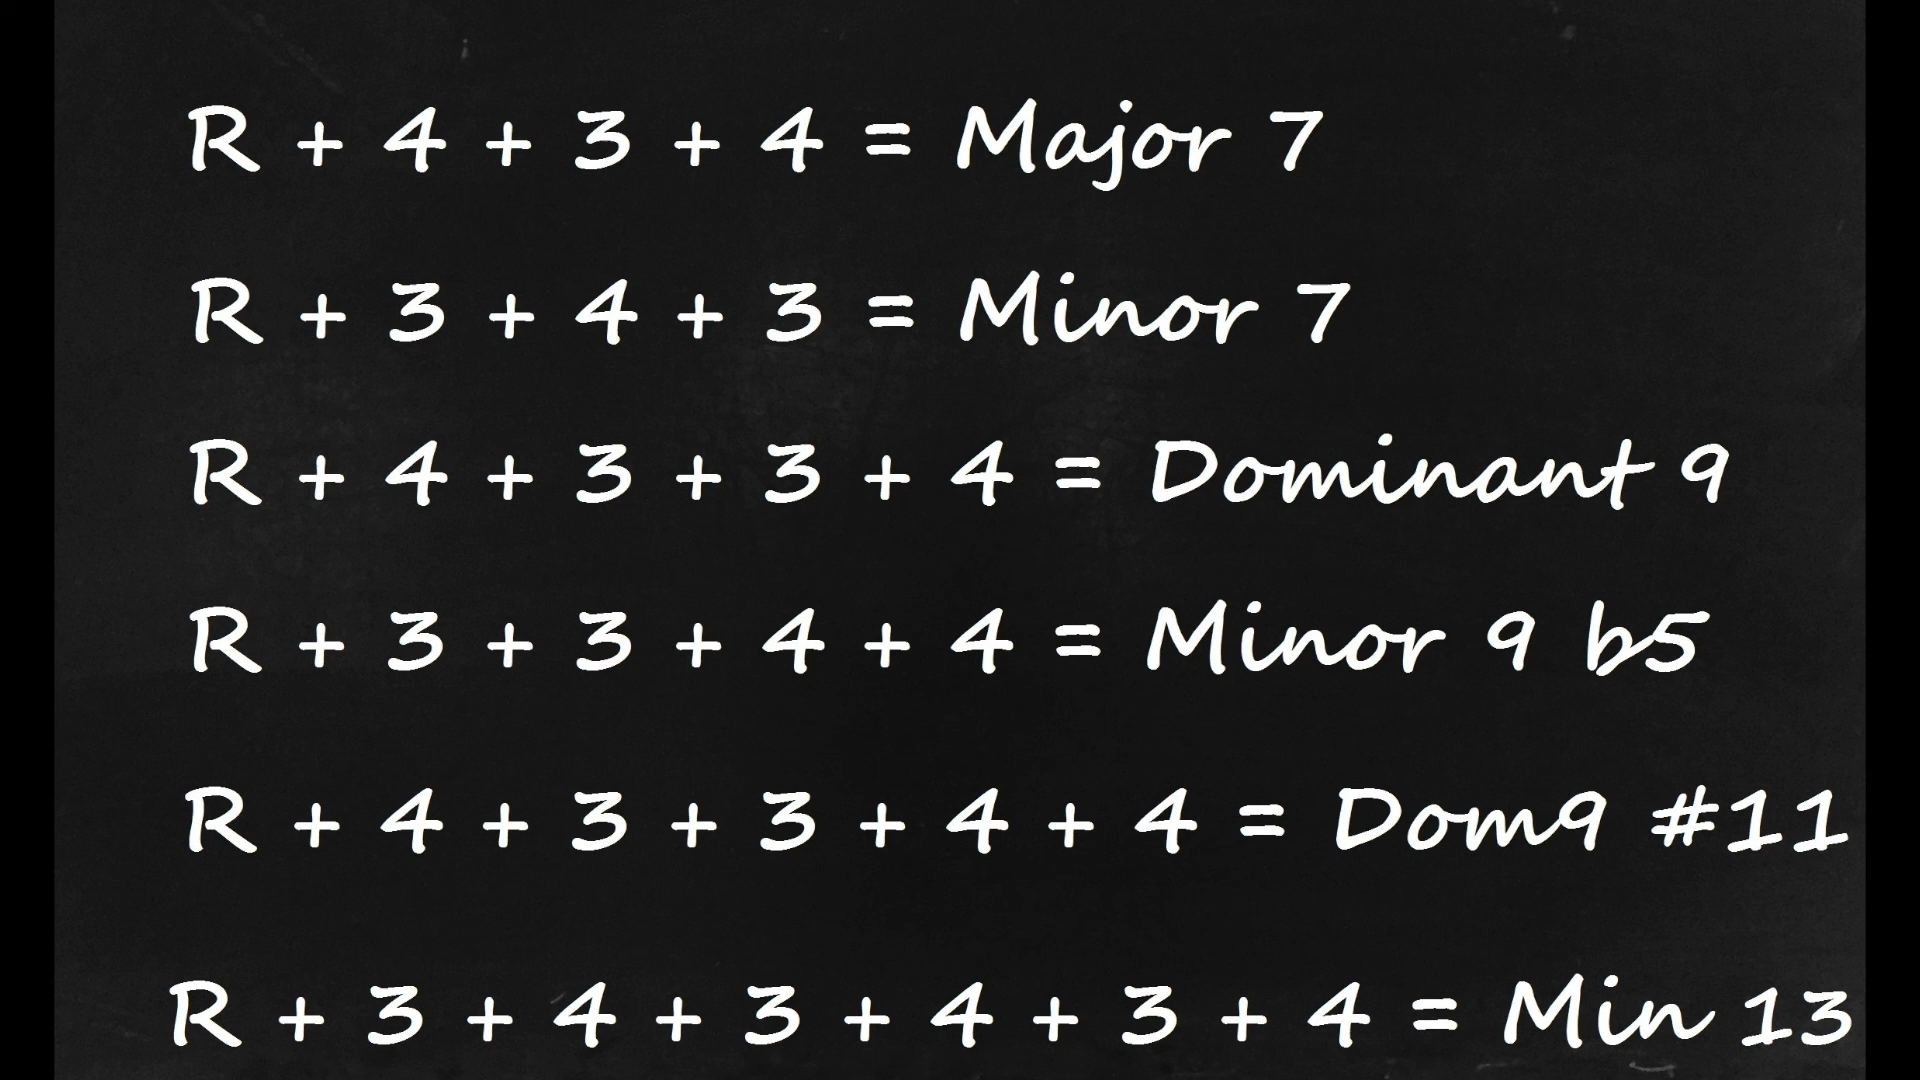 R + 4 + 3 + 4 = Major 7
R + 3 + 4 + 3 = Minor 7
R + 4 + 3 + 3 + 4 = Dominant 9
R + 3 + 3 + 4 + 4 = Minor 9 b5
R + 4 + 3 + 3 + 4 + 4 = Dom9 #11
R + 3 + 4 + 3 + 4 + 3 + 4 = Min 13